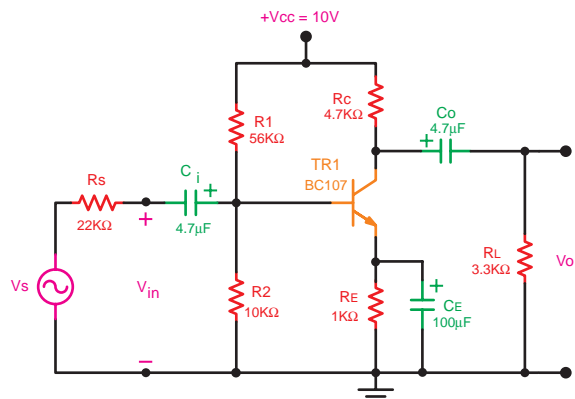 +Vcc = 10V
R1
56KΩ
Rc
4.7KΩ
Co
4.7µF
+
TR1
BC107
Rs
22KΩ
C i
+
4.7µF
+
Vs
Vin
R2
10KΩ
RE
1KΩ
+
CE
100µF
RL
3.3KΩ
Vo
–